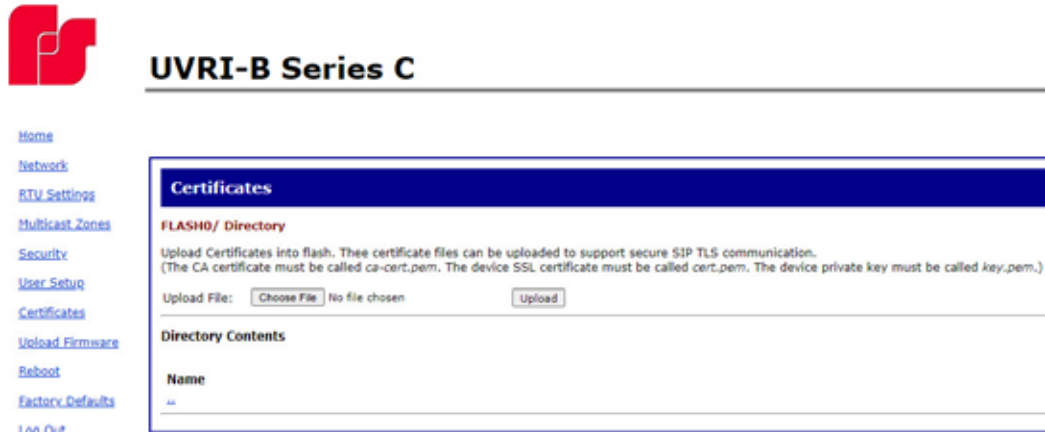 UVRI-B Series C
Home
Network
RTU Settings
Multicast Zones
Security
User Setup
Certificates
Upload Firmware
Reboot
Factory Defaults
Log Out
Certificates
FLASH0/ Directory
Upload Certificates into flash. Thee certificate files can be uploaded to support secure SIP TLS communication.
(The CA certificate must be called ca-cert.pem. The device SSL certificate must be called cert.pem. The device private key must be called key.pem.)
Upload File: Choose File No file chosen Upload
Directory Contents
Name
..